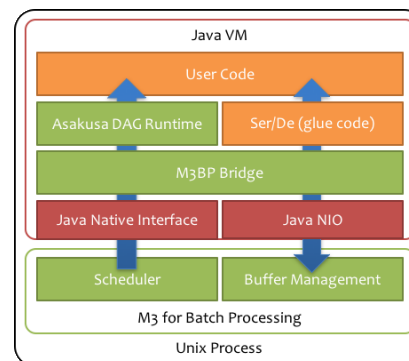 Java VM
User Code
Asakusa DAG Runtime
Ser/De (glue code)
M3BP Bridge
Java Native Interface
Java NIO
Scheduler
Buffer Management
M3 for Batch Processing
Unix Process